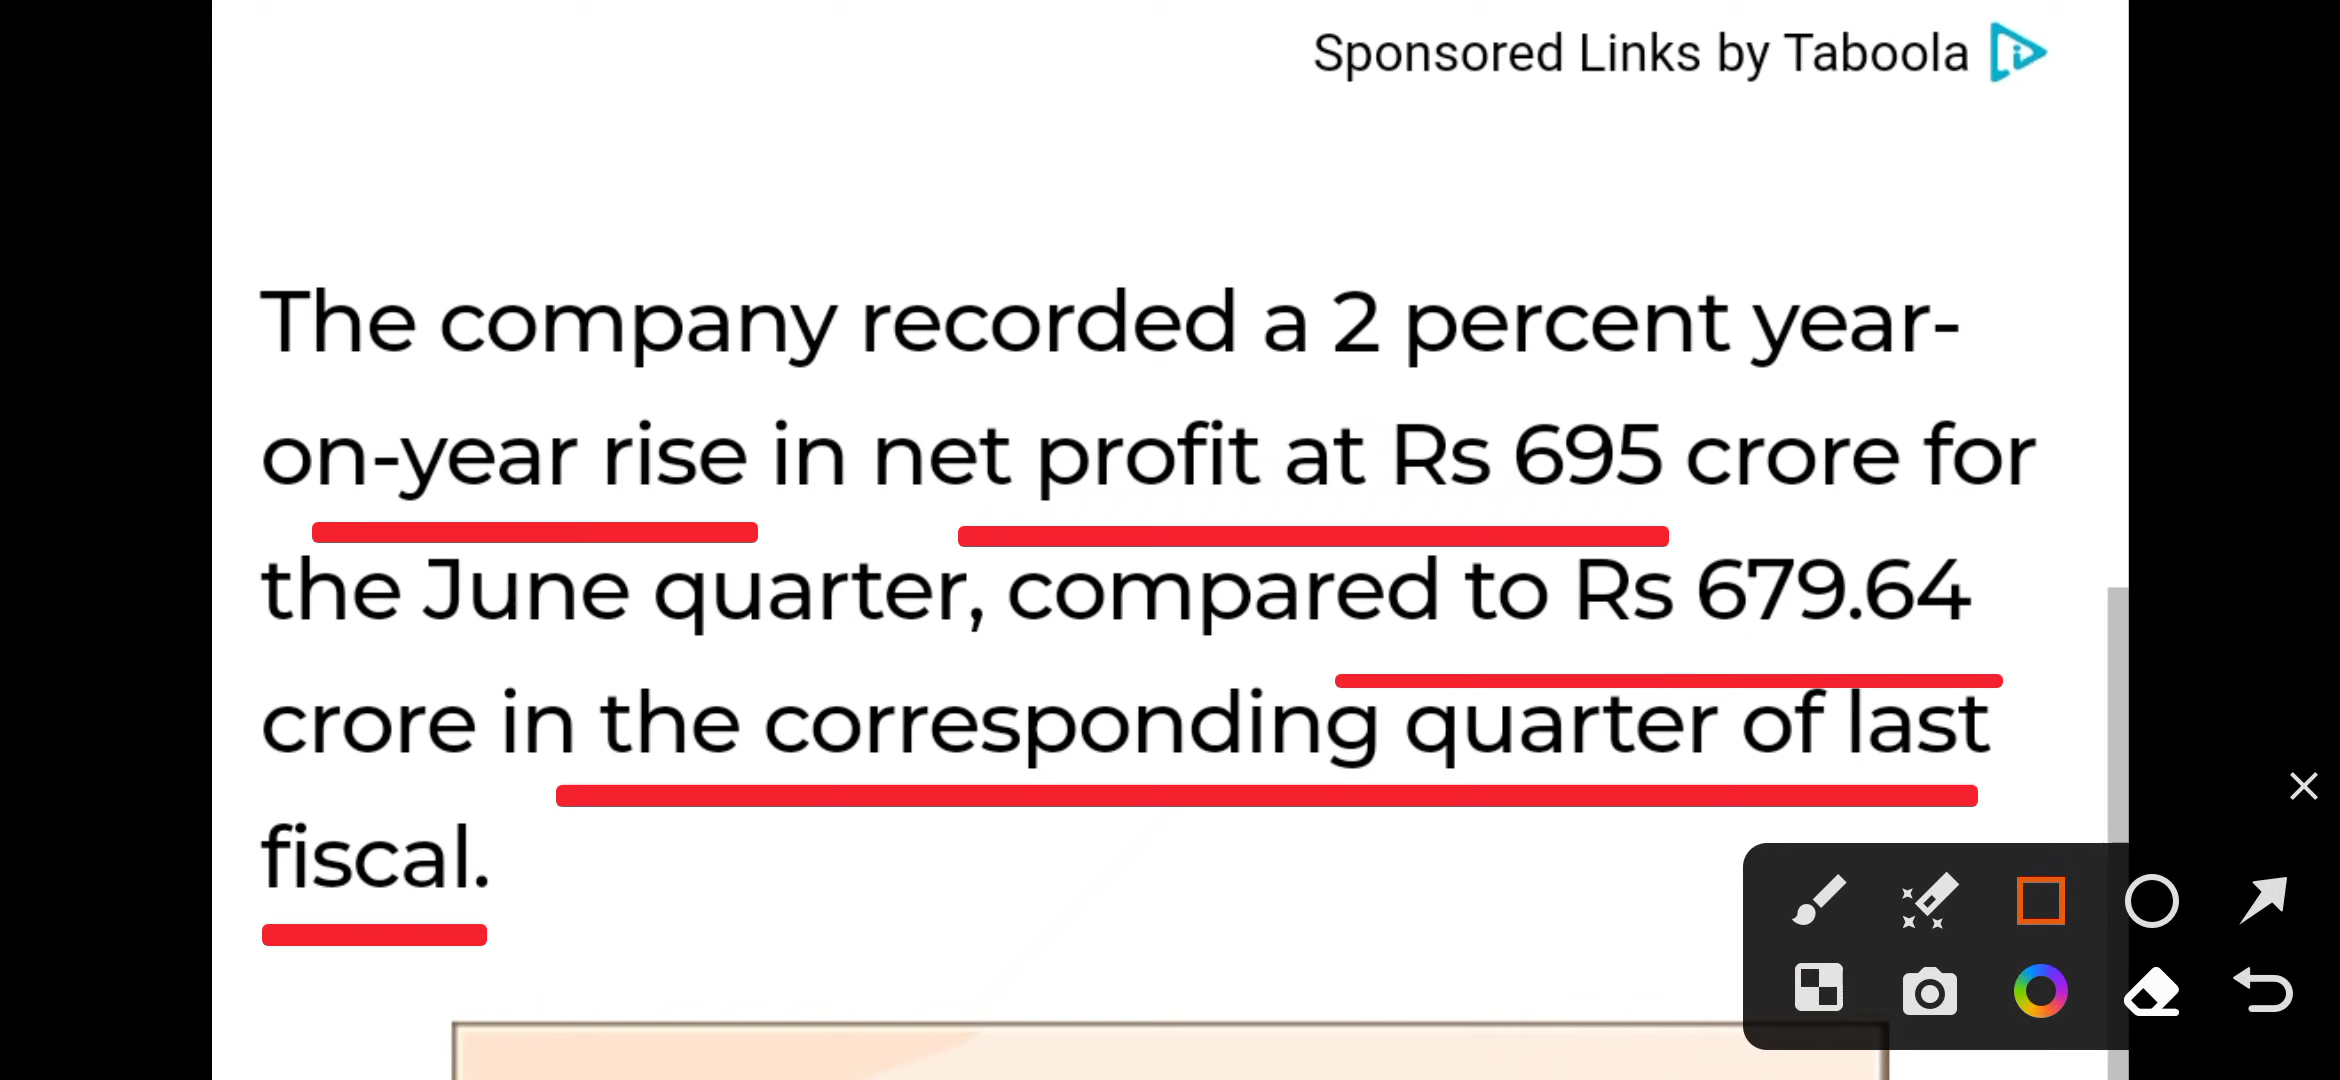 Sponsored Links by Taboola
The company recorded a 2 percent year-
on-year rise in net profit at Rs 695 crore for
the June quarter, compared to Rs 679.64
crore in the corresponding quarter of last
fiscal.